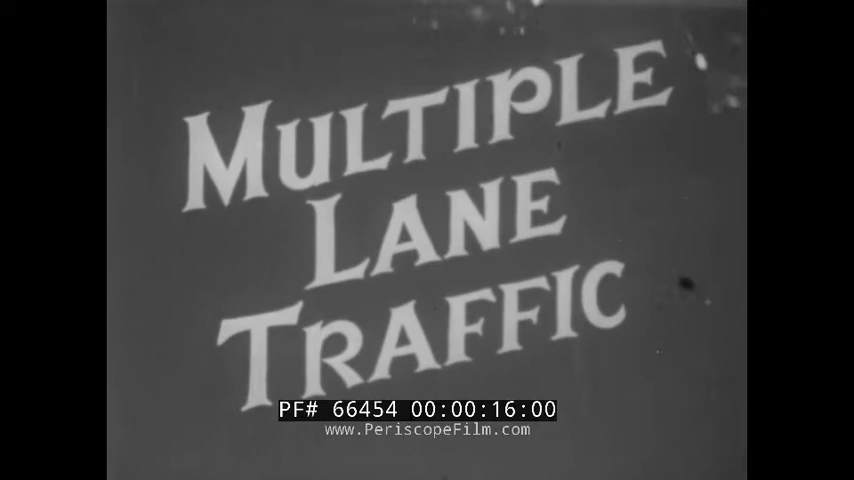 MULTIPLE
LANE
TRAFFIC
PF# 66454 00:00:16:00
www.PeriscopeFilm.com